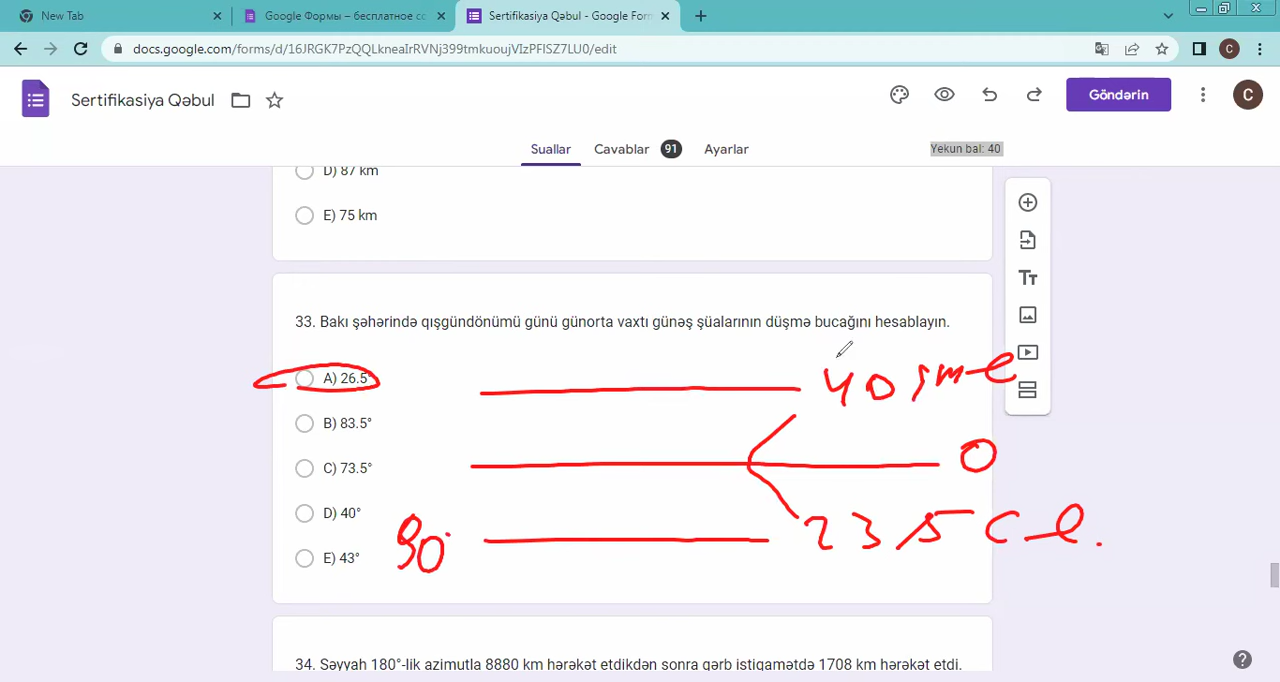 New Tab
Google Формы – бесплатное со
Sertifikasiya Qəbul - Google Form
docs.google.com/forms/d/16JRGK7PzQQLkneaIrRVNj399tmkuoujVIzPFlSZ7LU0/edit
C
Sertifikasiya Qəbul
Göndərin
C
Suallar
Cavablar 91
Ayarlar
Yekun bal: 40
D) 87 km
E) 75 km
33. Bakı şəhərində qışgündönümü günü günorta vaxtı günəş şüalarının düşmə bucağını hesablayın.
A) 26.5°
40 şm-e
B) 83.5°
C) 73.5°
0
D) 40°
23,5 C-e.
E) 43°
90°
34. Səyyah 180°-lik azimutla 8880 km hərəkət etdikdən sonra qərb istiqamətdə 1708 km hərəkət etdi.